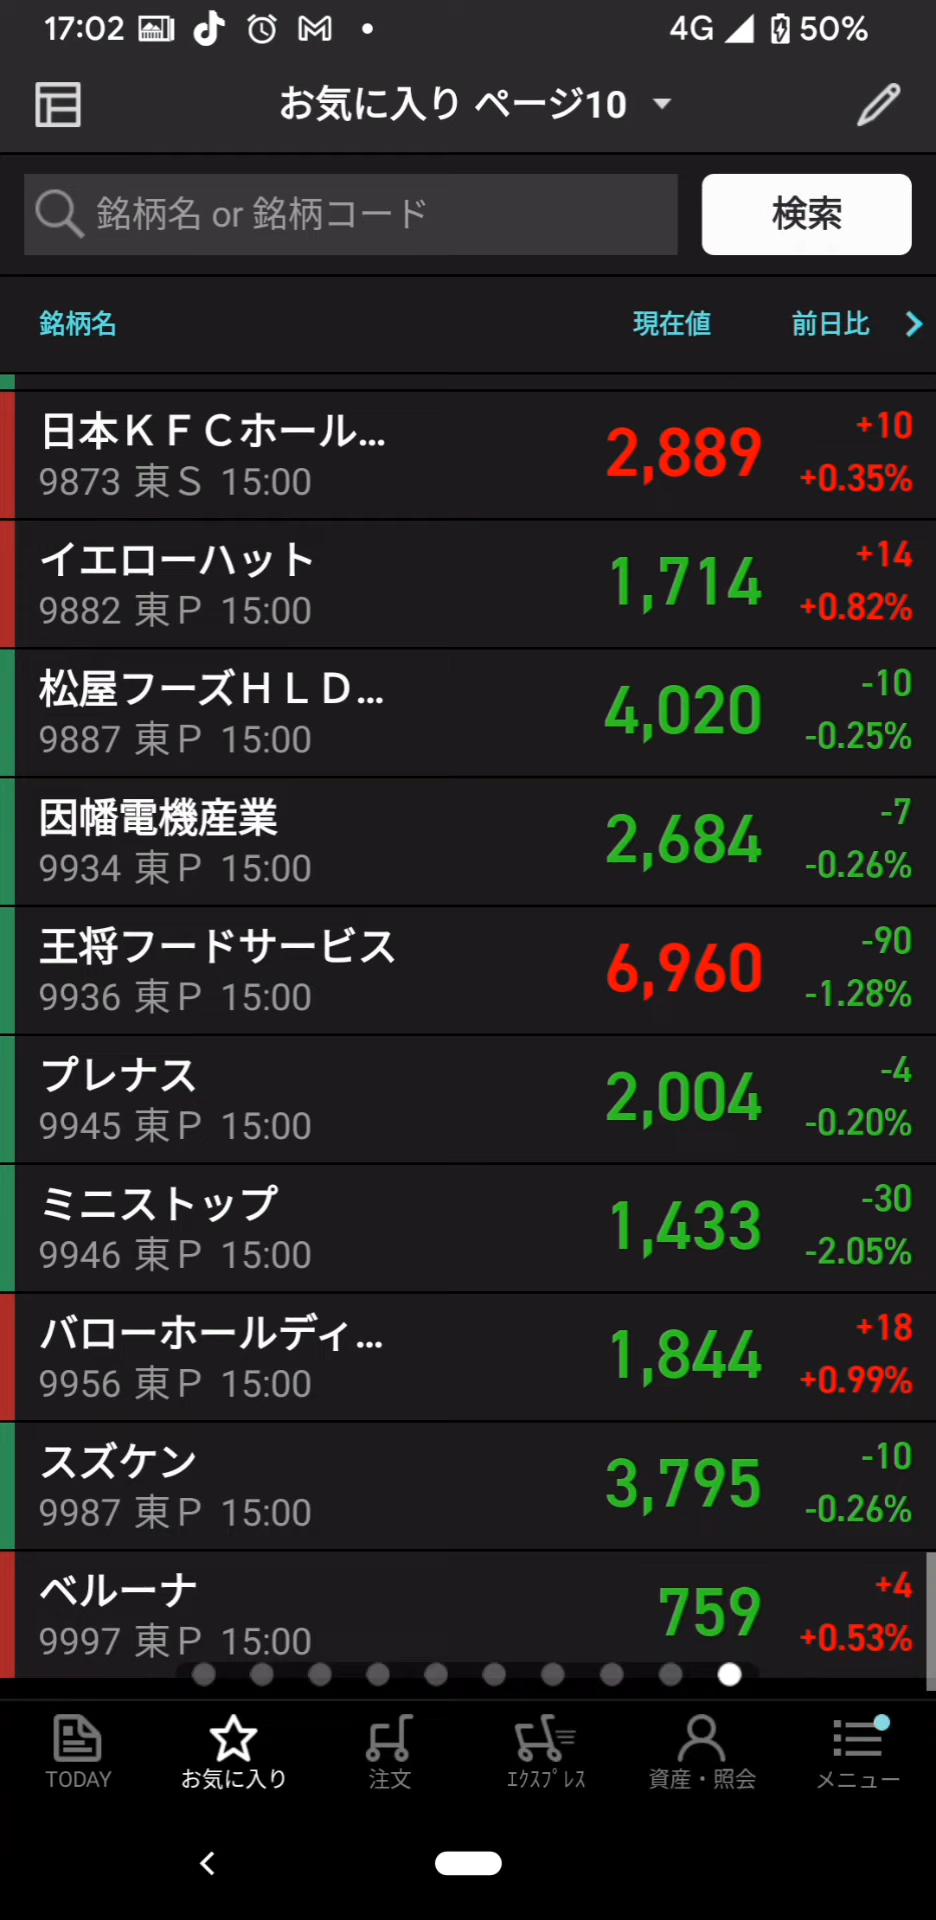 17:02 4G 50%
お気に入り ページ10
銘柄名 or 銘柄コード 検索
銘柄名 現在値 前日比
日本ＫＦＣホール... 2,889 +10
9873 東Ｓ 15:00 +0.35%
イエローハット 1,714 +14
9882 東Ｐ 15:00 +0.82%
松屋フーズＨＬＤ... 4,020 -10
9887 東Ｐ 15:00 -0.25%
因幡電機産業 2,684 -7
9934 東Ｐ 15:00 -0.26%
王将フードサービス 6,960 -90
9936 東Ｐ 15:00 -1.28%
プレナス 2,004 -4
9945 東Ｐ 15:00 -0.20%
ミニストップ 1,433 -30
9946 東Ｐ 15:00 -2.05%
バローホールディ... 1,844 +18
9956 東Ｐ 15:00 +0.99%
スズケン 3,795 -10
9987 東Ｐ 15:00 -0.26%
ベルーナ 759 +4
9997 東Ｐ 15:00 +0.53%
TODAY お気に入り 注文 ｴｸｽﾌﾟﾚｽ 資産・照会 メニュー